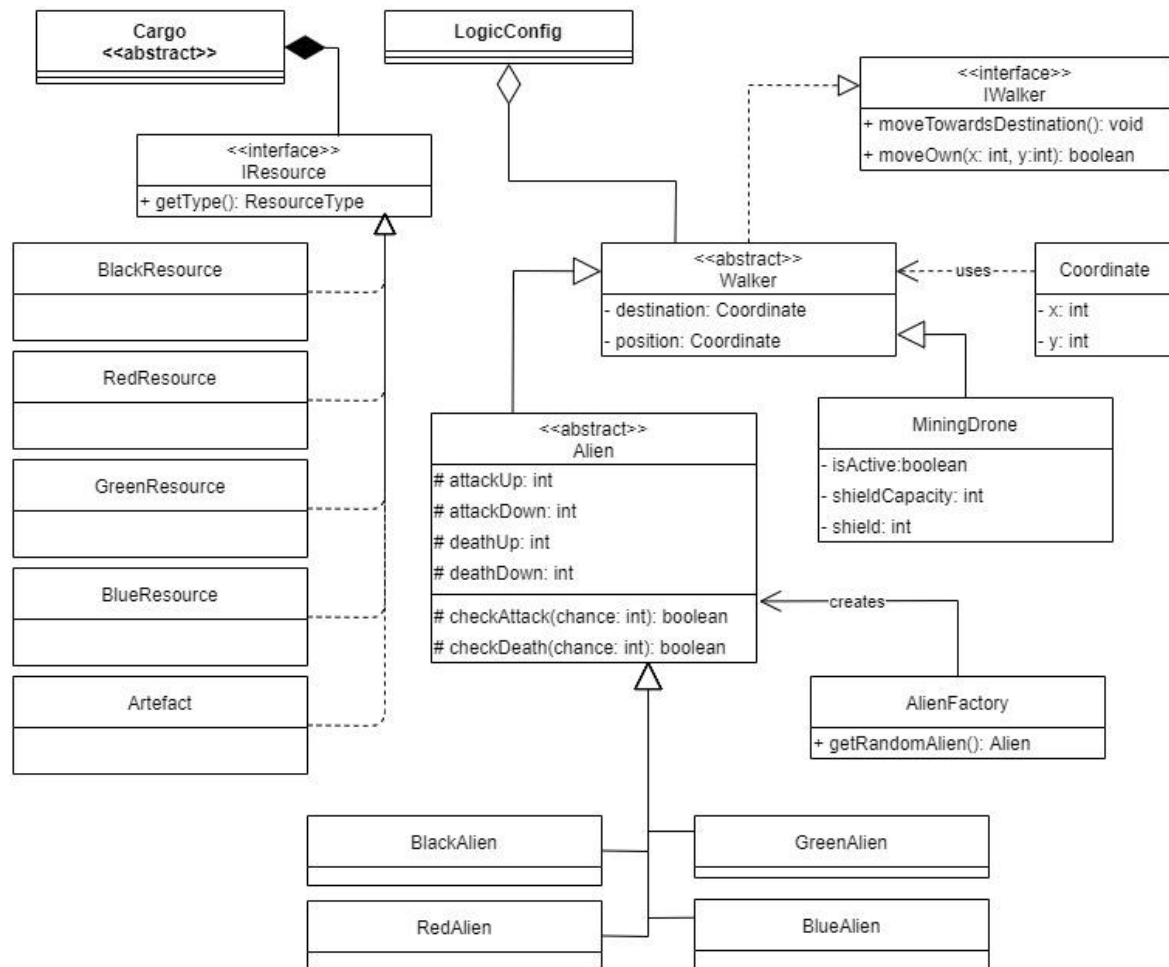 Cargo
<<abstract>>
LogicConfig
<<interface>>
IWalker
+ moveTowardsDestination(): void
+ moveOwn(x: int, y:int): boolean
<<interface>>
IResource
+ getType(): ResourceType
BlackResource
RedResource
GreenResource
BlueResource
Artefact
<<abstract>>
Walker
- destination: Coordinate
- position: Coordinate
uses
Coordinate
- x: int
- y: int
MiningDrone
- isActive:boolean
- shieldCapacity: int
- shield: int
<<abstract>>
Alien
# attackUp: int
# attackDown: int
# deathUp: int
# deathDown: int
# checkAttack(chance: int): boolean
# checkDeath(chance: int): boolean
creates
AlienFactory
+ getRandomAlien(): Alien
BlackAlien
GreenAlien
RedAlien
BlueAlien